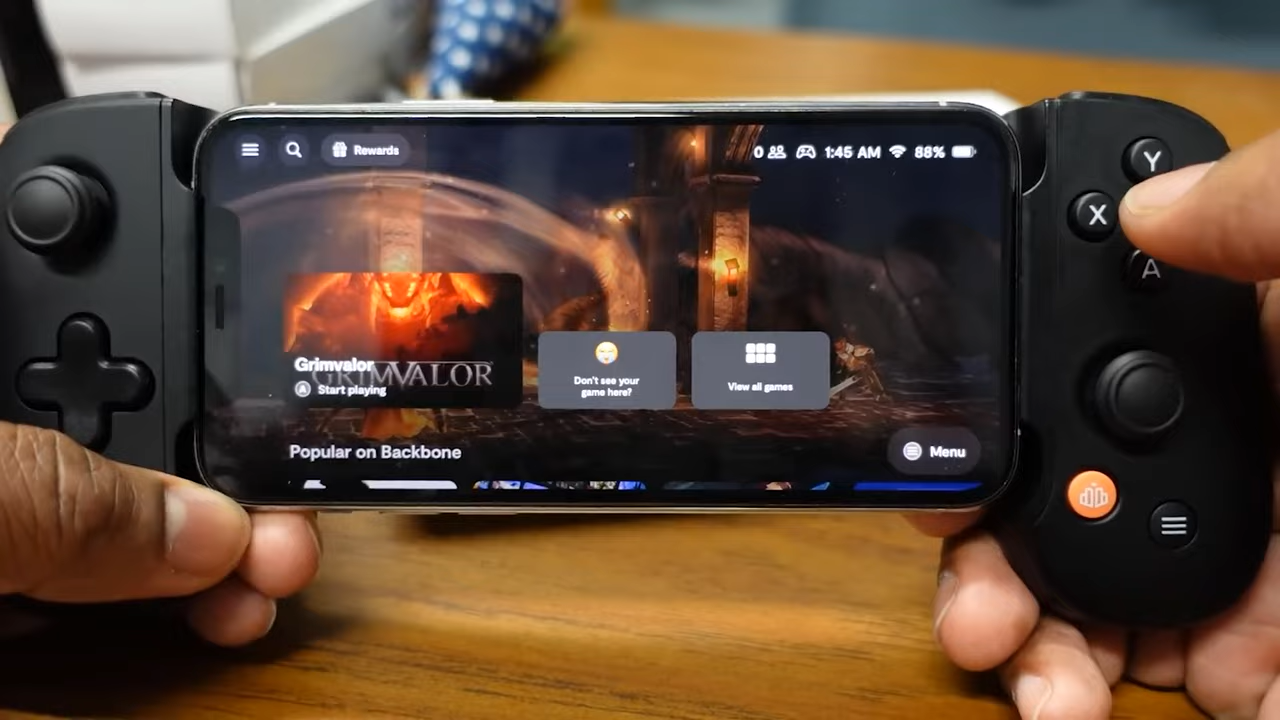 Rewards
0
1:45 AM
88%
Y
X
A
Grimvalor
GRIMVALOR
A Start playing
Don't see your
game here?
View all games
Popular on Backbone
Menu